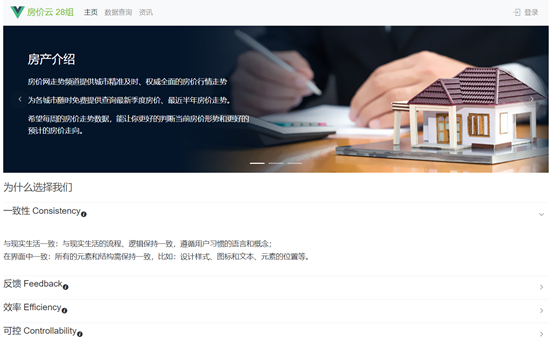 房价云 28组 主页 数据查询 资讯 登录
房产介绍
房价网走势频道提供城市精准及时、权威全面的房价行情走势
为各城市随时免费提供查询最新季度房价、最近半年房价走势。
希望每周的房价走势数据，能让你更好的判断当前房价形势和更好的
预计的房价走向。
为什么选择我们
一致性 Consistency
与现实生活一致：与现实生活的流程、逻辑保持一致，遵循用户习惯的语言和概念；
在界面中一致：所有的元素和结构需保持一致，比如：设计样式、图标和文本、元素的位置等。
反馈 Feedback
效率 Efficiency
可控 Controllability